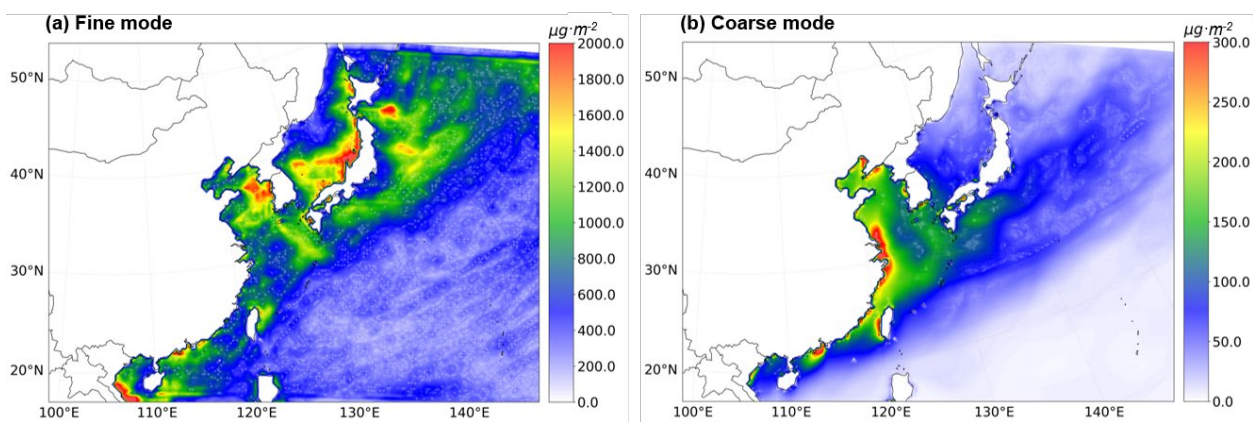 (a) Fine mode
μg·m⁻²
2000.0
1800.0
1600.0
1400.0
1200.0
1000.0
800.0
600.0
400.0
200.0
0.0
50°N
40°N
30°N
20°N
100°E 110°E 120°E 130°E 140°E
(b) Coarse mode
μg·m⁻²
300.0
250.0
200.0
150.0
100.0
50.0
0.0
50°N
40°N
30°N
20°N
100°E 110°E 120°E 130°E 140°E